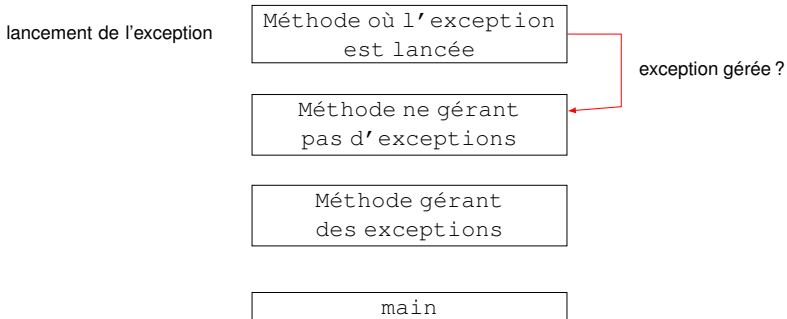 lancement de l'exception
Méthode où l'exception
est lancée
exception gérée ?
Méthode ne gérant
pas d'exceptions
Méthode gérant
des exceptions
main